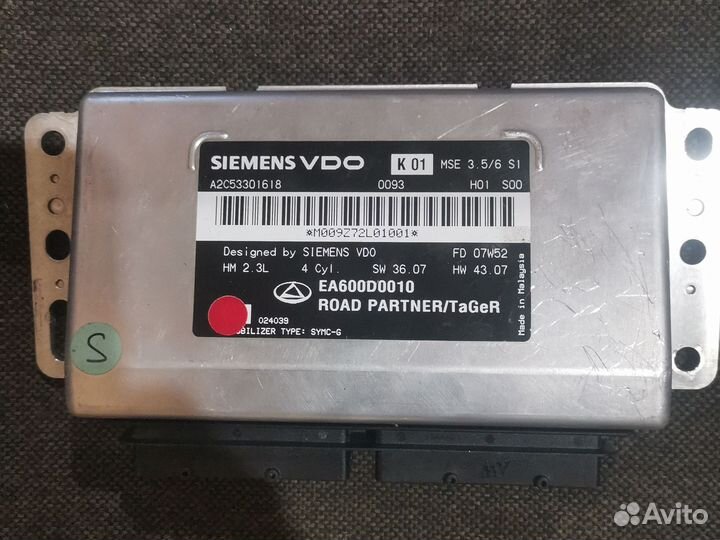 SIEMENS VDO K 01 MSE 3.5/6 S1
A2C53301618 0093 H01 S00
*M009Z72L01001*
Designed by SIEMENS VDO FD 07W52
HM 2.3L 4 Cyl. SW 36.07 HW 43.07
EA600D0010
ROAD PARTNER/TaGeR
024039
TYPE: SYMC-G
Made in Malaysia
S
Avito